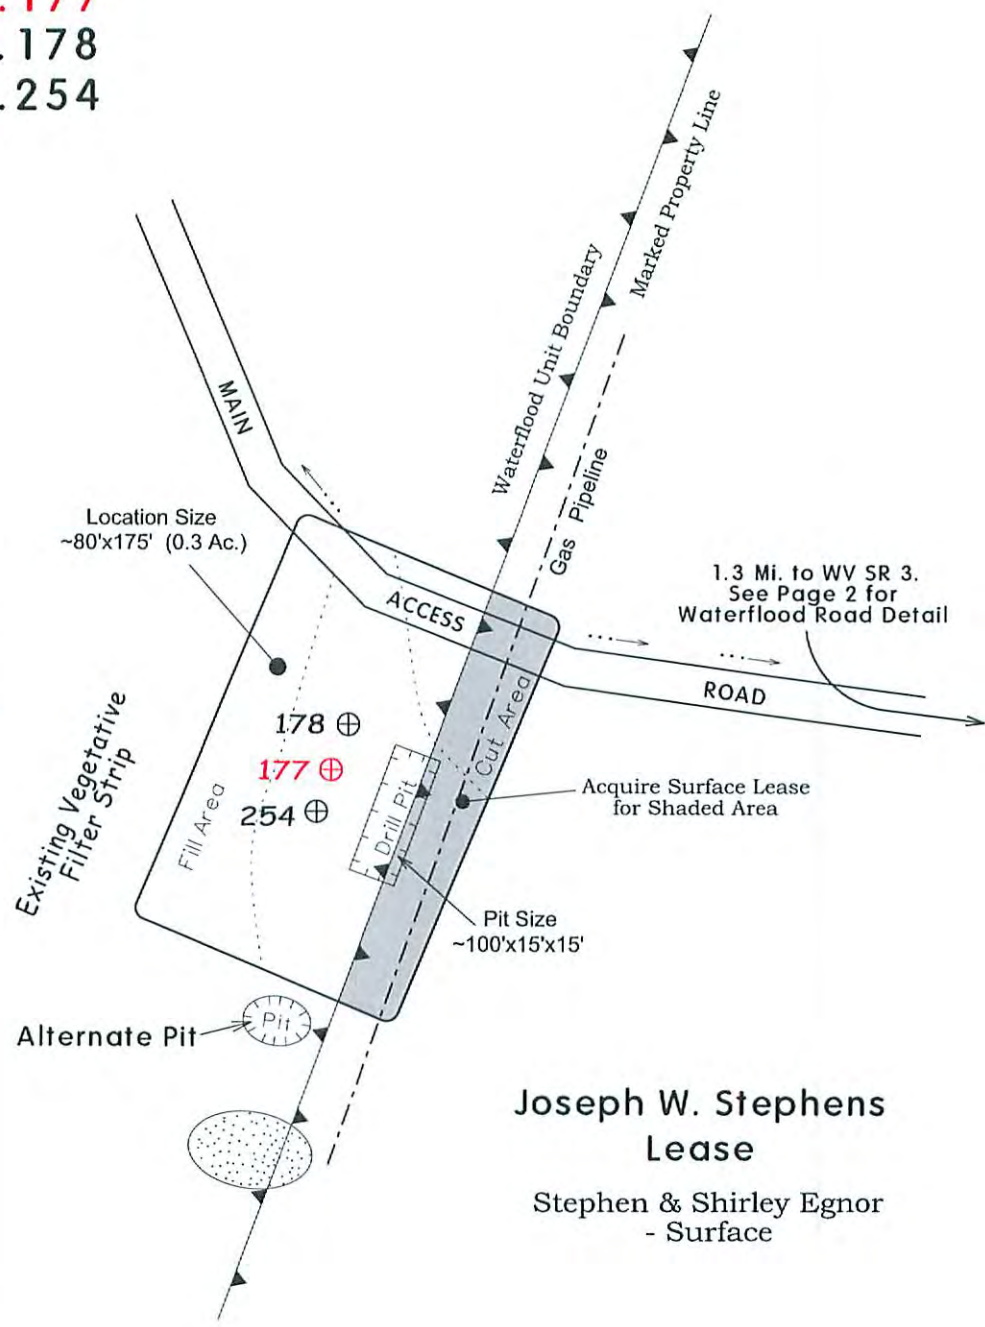 .177
.178
.254
Marked Property Line
Waterflood Unit Boundary
Gas Pipeline
MAIN
Location Size
~80'x175' (0.3 Ac.)
ACCESS
ROAD
1.3 Mi. to WV SR 3.
See Page 2 for
Waterflood Road Detail
Existing Vegetative
Filter Strip
Fill Area
178
177
254
Drill Pit
Cut Area
Acquire Surface Lease
for Shaded Area
Pit Size
~100'x15'x15'
Alternate Pit
Pit
Joseph W. Stephens
Lease
Stephen & Shirley Egnor
- Surface